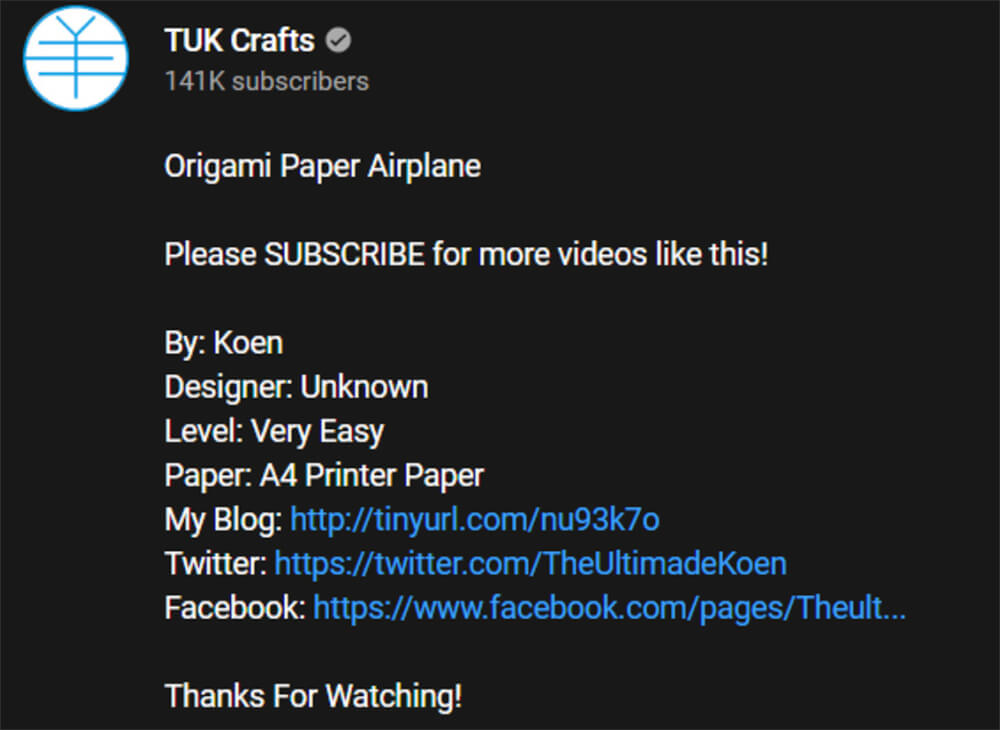 TUK Crafts
141K subscribers
Origami Paper Airplane
Please SUBSCRIBE for more videos like this!
By: Koen
Designer: Unknown
Level: Very Easy
Paper: A4 Printer Paper
My Blog: http://tinyurl.com/nu93k7o
Twitter: https://twitter.com/TheUltimadeKoen
Facebook: https://www.facebook.com/pages/Theult...
Thanks For Watching!